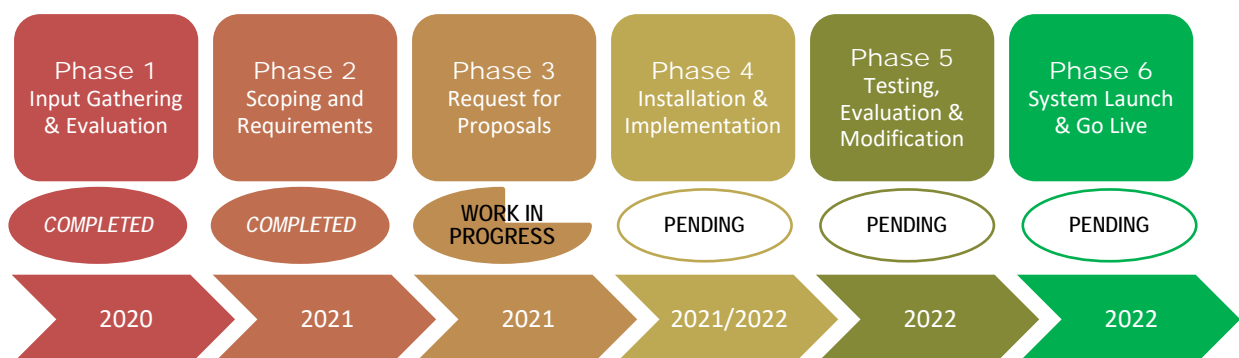 Phase 1
Input Gathering
& Evaluation
Phase 2
Scoping and
Requirements
Phase 3
Request for
Proposals
Phase 4
Installation &
Implementation
Phase 5
Testing,
Evaluation &
Modification
Phase 6
System Launch
& Go Live
COMPLETED
COMPLETED
WORK IN
PROGRESS
PENDING
PENDING
PENDING
2020
2021
2021
2021/2022
2022
2022